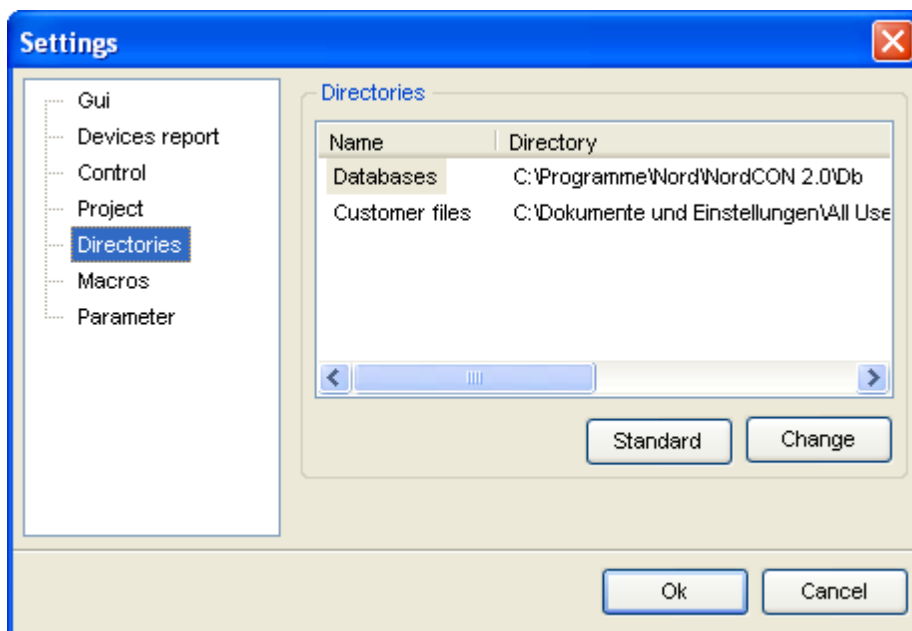 Settings
Gui
Devices report
Control
Project
Directories
Macros
Parameter
Directories
Name Directory
Databases C:\Programme\Nord\NordCON 2.0\Db
Customer files C:\Dokumente und Einstellungen\All Use
Standard Change
Ok Cancel